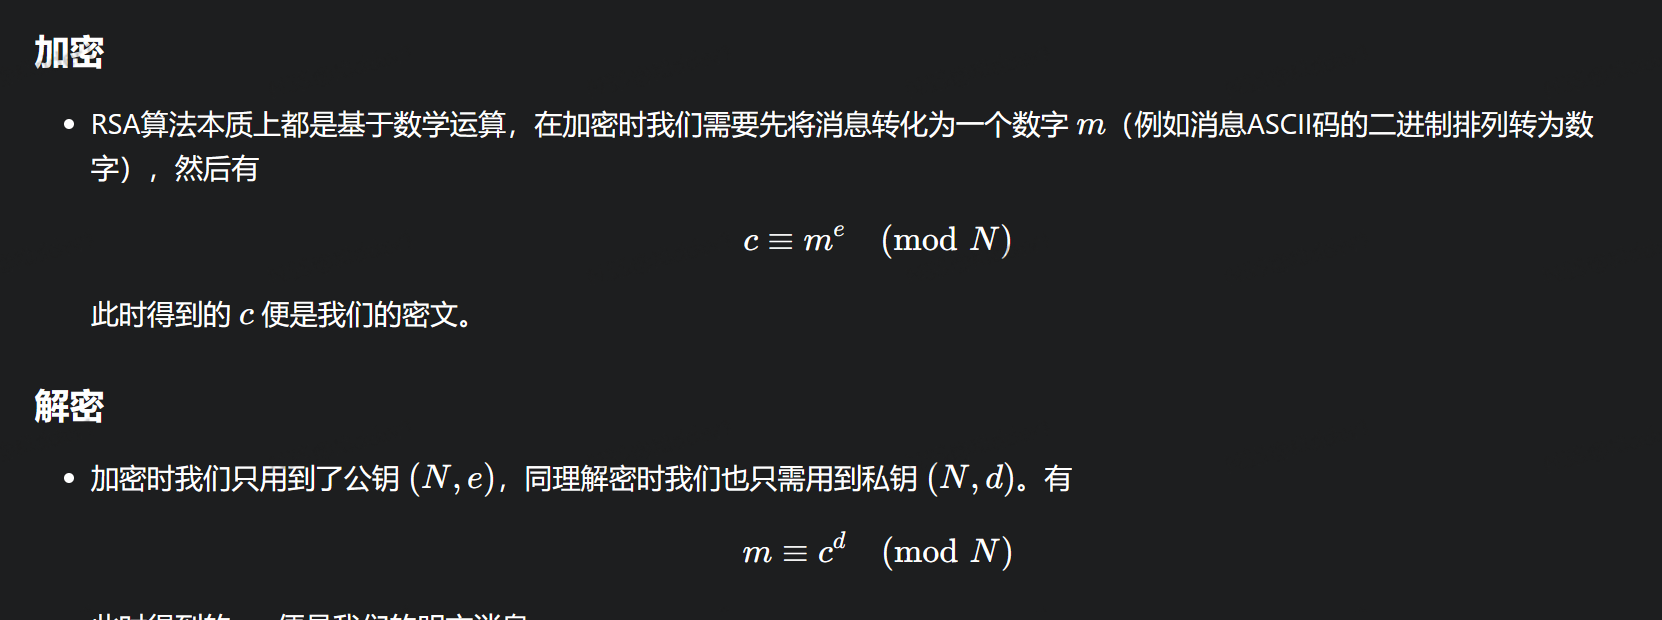 加密
• RSA算法本质上都是基于数学运算，在加密时我们需要先将消息转化为一个数字 m（例如消息ASCII码的二进制排列转为数
字），然后有
c ≡ m^e (mod N)
此时得到的 c 便是我们的密文。
解密
• 加密时我们只用到了公钥 (N, e)，同理解密时我们也只需用到私钥 (N, d)。有
m ≡ c^d (mod N)